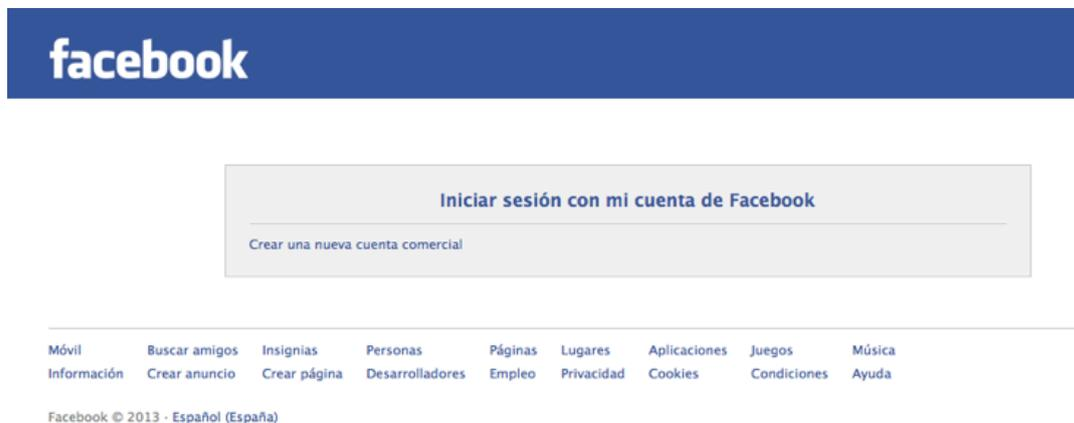 facebook
Iniciar sesión con mi cuenta de Facebook
Crear una nueva cuenta comercial
Móvil Buscar amigos Insignias Personas Páginas Lugares Aplicaciones Juegos Música
Información Crear anuncio Crear página Desarrolladores Empleo Privacidad Cookies Condiciones Ayuda
Facebook © 2013 · Español (España)